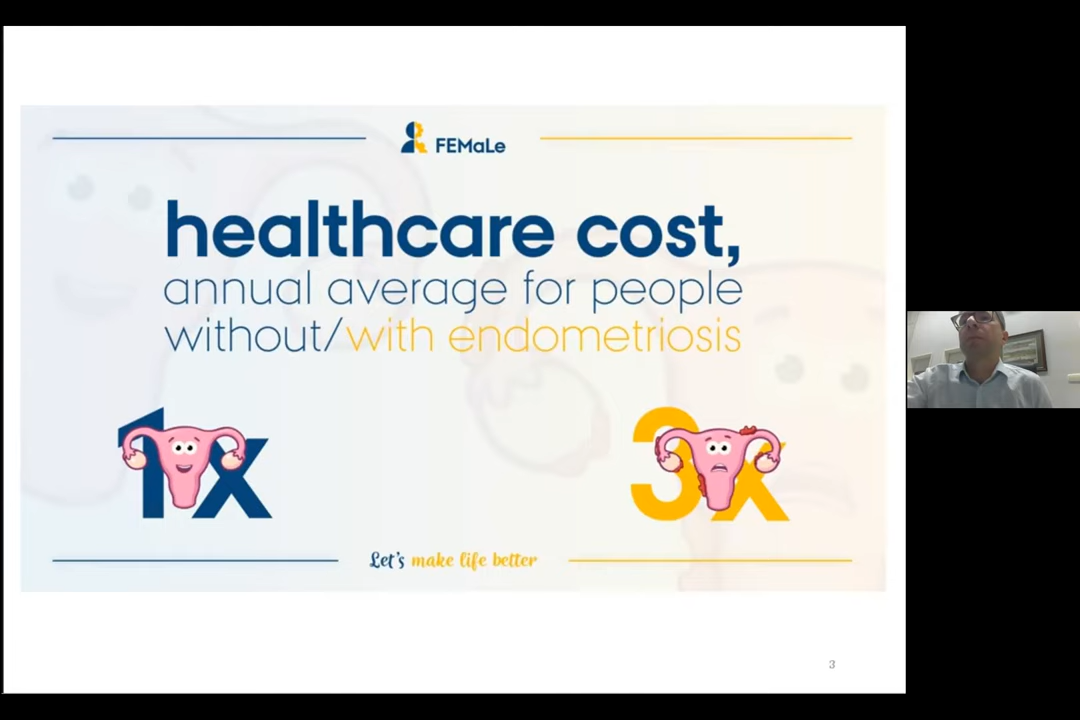 FEMaLe
healthcare cost,
annual average for people
without/with endometriosis
1x
3x
Let's make life better
3